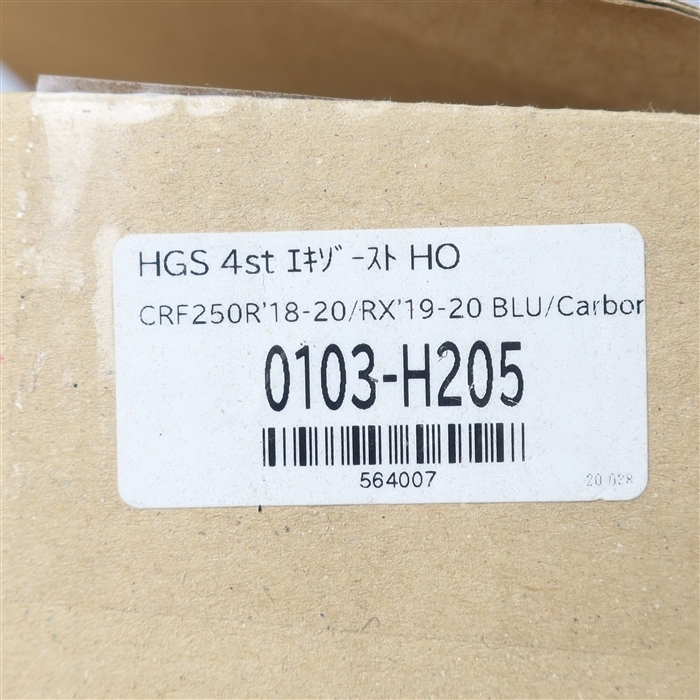 HGS 4st ｴｷｿﾞｰｽﾄ HO
CRF250R'18-20/RX'19-20 BLU/Carbor
0103-H205
564007
20 028